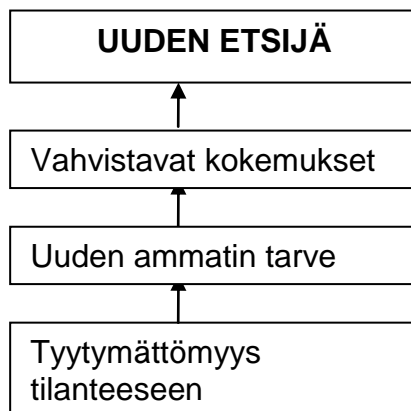 UUDEN ETSIJÄ
Vahvistavat kokemukset
Uuden ammatin tarve
Tyytymättömyys
tilanteeseen